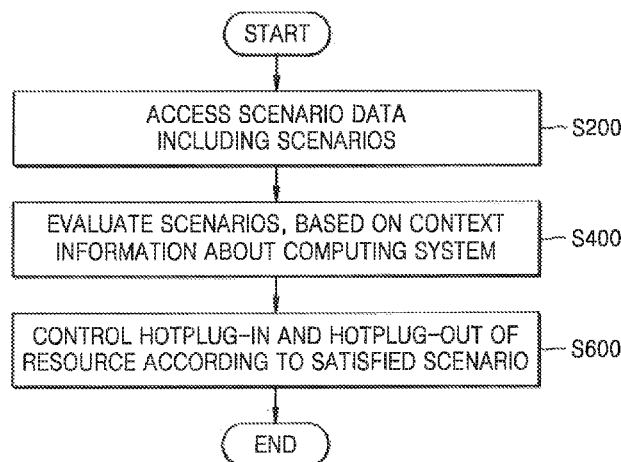 START
ACCESS SCENARIO DATA
INCLUDING SCENARIOS
S200
EVALUATE SCENARIOS, BASED ON CONTEXT
INFORMATION ABOUT COMPUTING SYSTEM
S400
CONTROL HOTPLUG-IN AND HOTPLUG-OUT OF
RESOURCE ACCORDING TO SATISFIED SCENARIO
S600
END